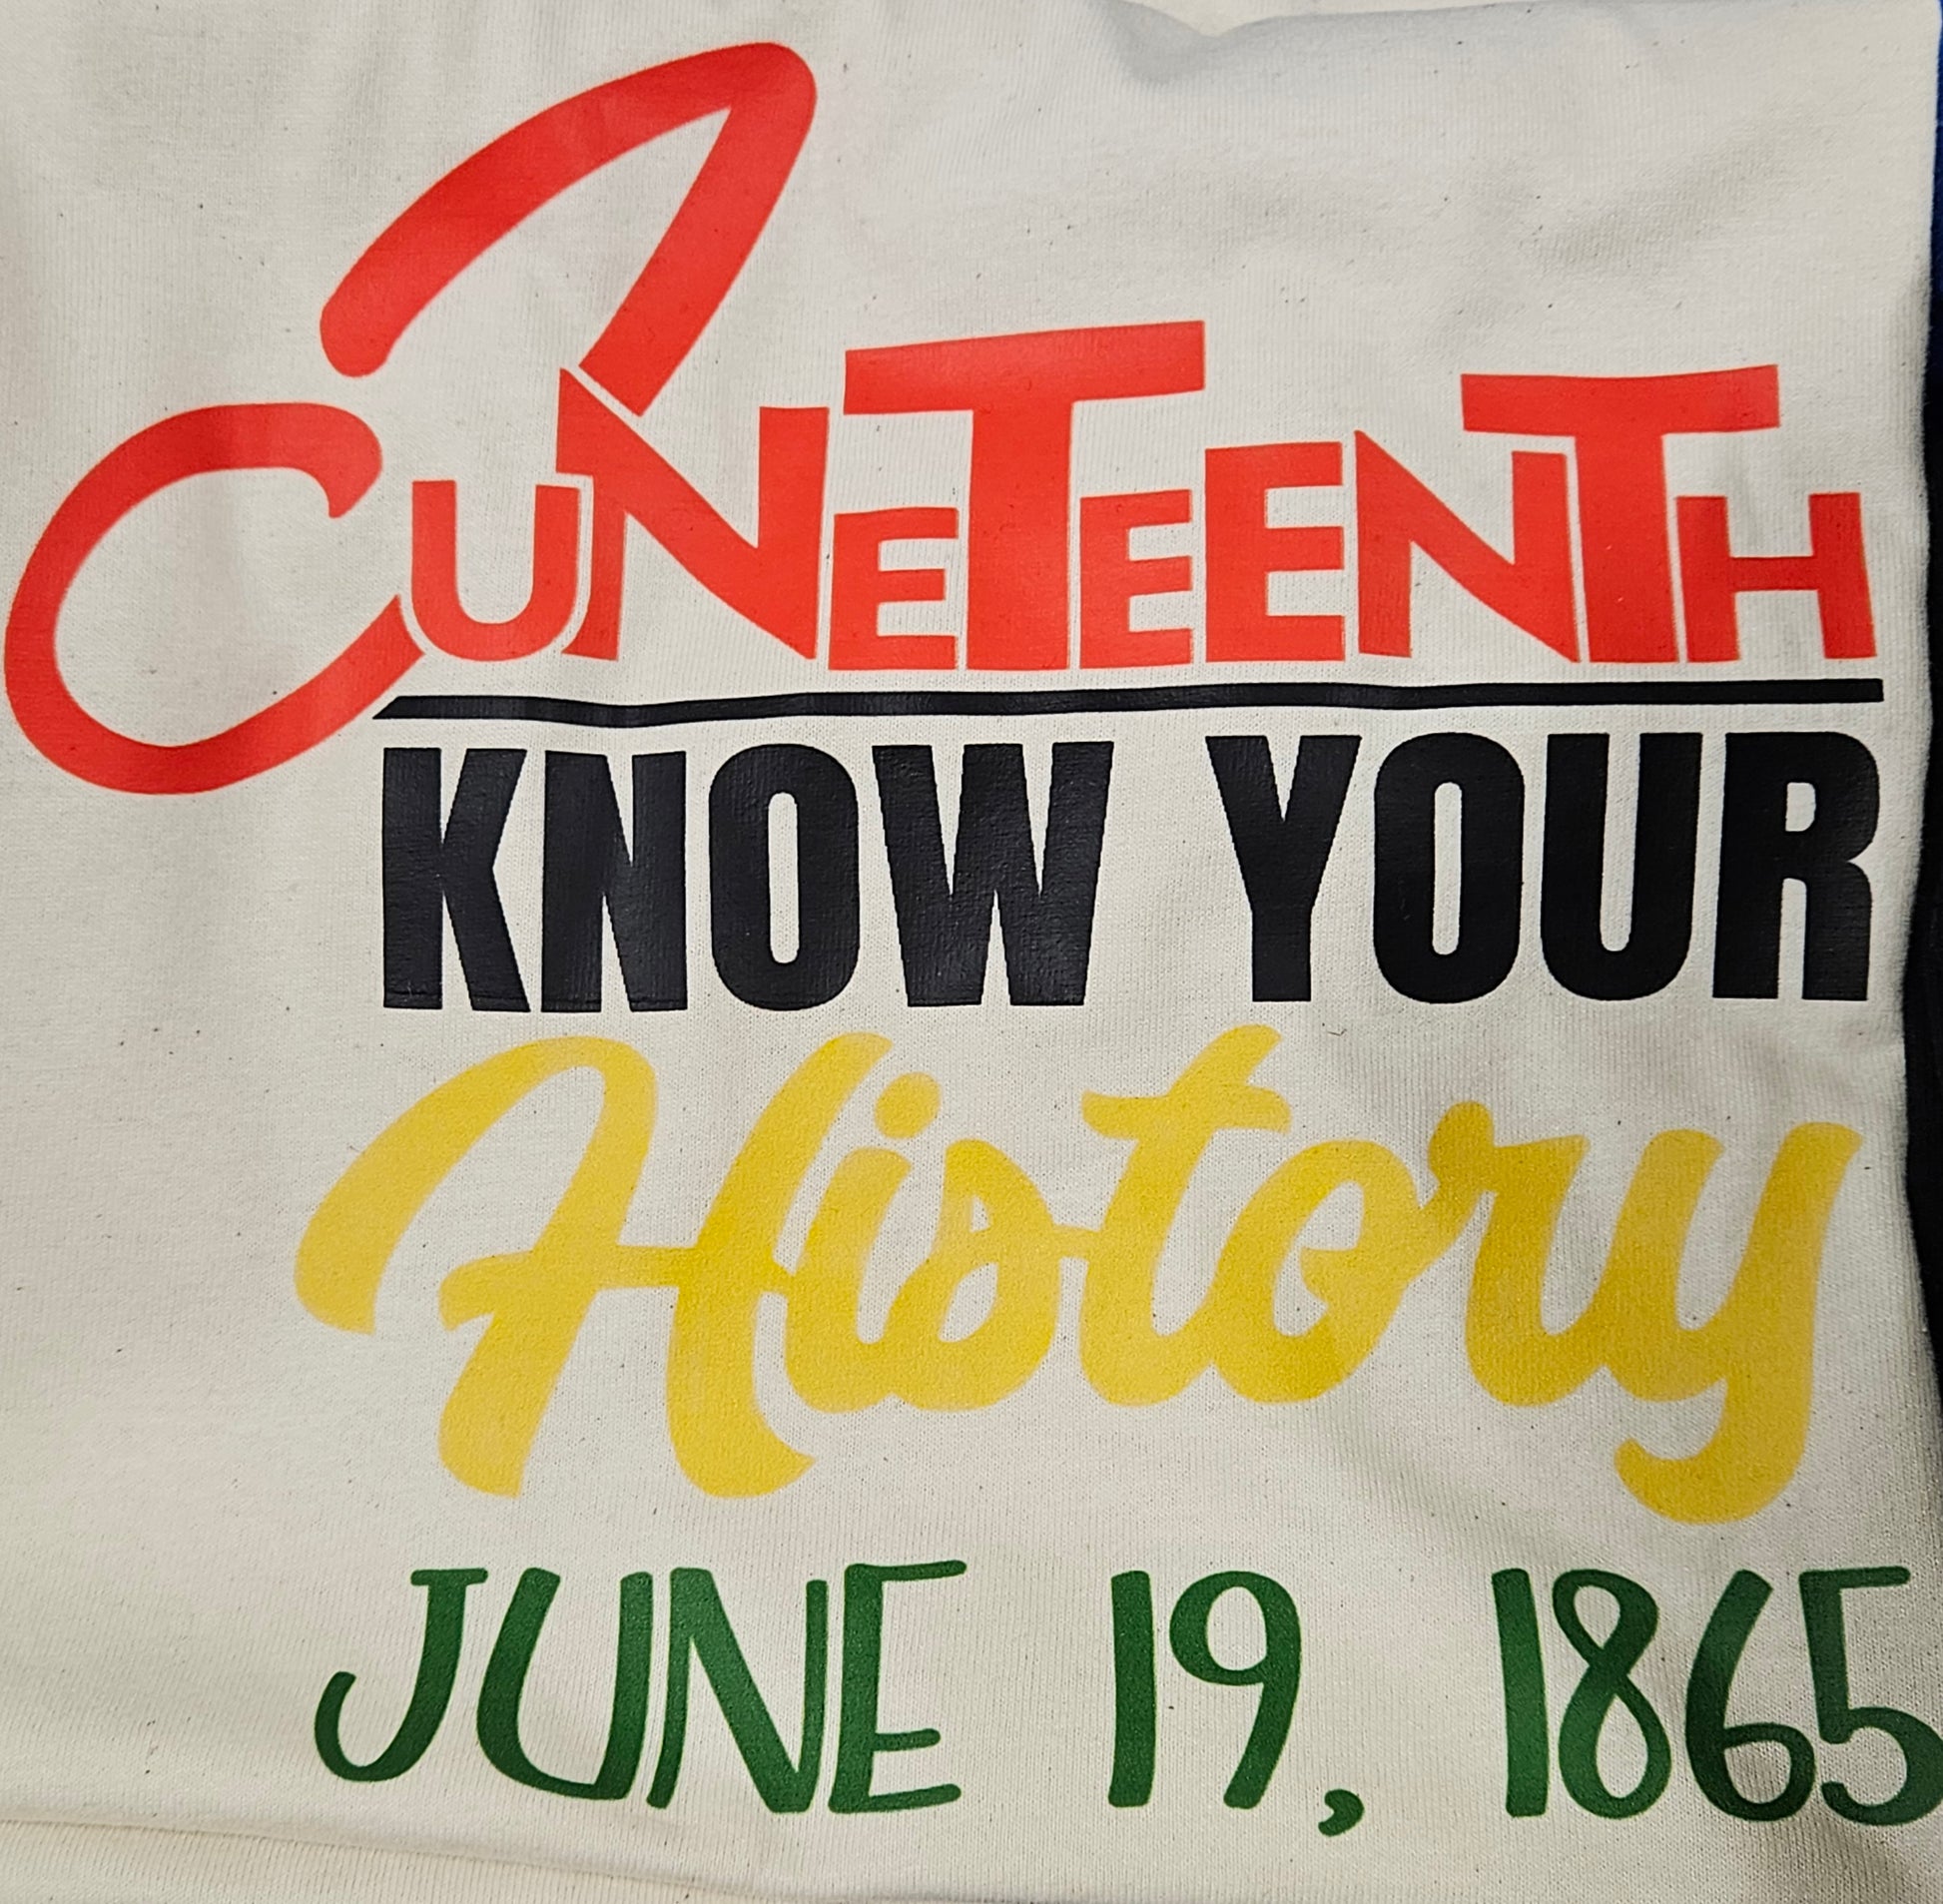 JUNETEENTH
KNOW YOUR
History
JUNE 19, 1865